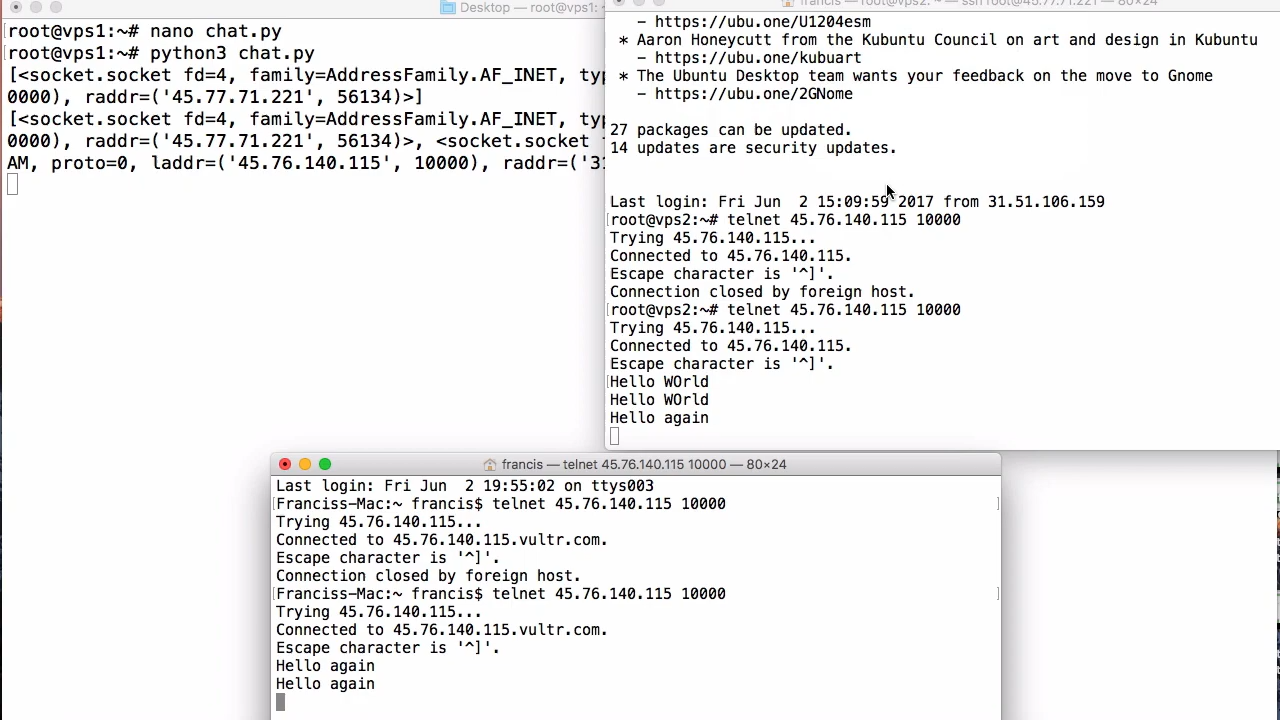 Desktop — root@vps1:
root@vps1:~# nano chat.py
root@vps1:~# python3 chat.py
[<socket.socket fd=4, family=AddressFamily.AF_INET, typ
0000), raddr=('45.77.71.221', 56134)>]
[<socket.socket fd=4, family=AddressFamily.AF_INET, typ
0000), raddr=('45.77.71.221', 56134)>, <socket.socket
AM, proto=0, laddr=('45.76.140.115', 10000), raddr=('31
francis — root@vps2: ~ — ssh root@45.77.71.221 — 80×24
- https://ubu.one/U1204esm
* Aaron Honeycutt from the Kubuntu Council on art and design in Kubuntu
- https://ubu.one/kubuart
* The Ubuntu Desktop team wants your feedback on the move to Gnome
- https://ubu.one/2GNome
27 packages can be updated.
14 updates are security updates.
Last login: Fri Jun  2 15:09:59 2017 from 31.51.106.159
[root@vps2:~# telnet 45.76.140.115 10000
Trying 45.76.140.115...
Connected to 45.76.140.115.
Escape character is '^]'.
Connection closed by foreign host.
[root@vps2:~# telnet 45.76.140.115 10000
Trying 45.76.140.115...
Connected to 45.76.140.115.
Escape character is '^]'.
[Hello WOrld
Hello WOrld
Hello again
francis — telnet 45.76.140.115 10000 — 80×24
Last login: Fri Jun  2 19:55:02 on ttys003
[Franciss-Mac:~ francis$ telnet 45.76.140.115 10000 ]
Trying 45.76.140.115...
Connected to 45.76.140.115.vultr.com.
Escape character is '^]'.
Connection closed by foreign host.
[Franciss-Mac:~ francis$ telnet 45.76.140.115 10000 ]
Trying 45.76.140.115...
Connected to 45.76.140.115.vultr.com.
Escape character is '^]'.
Hello again
Hello again